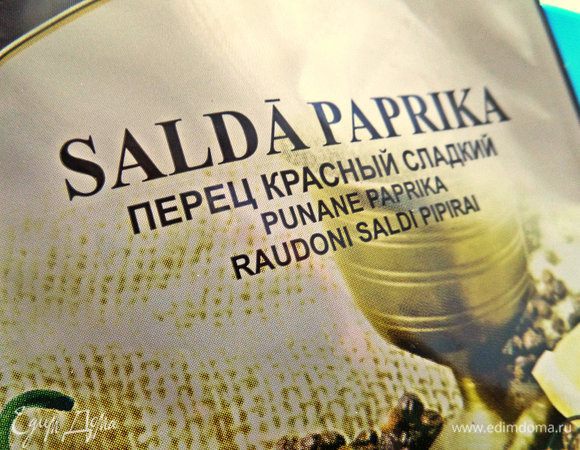 SALDĀ PAPRIKA
ПЕРЕЦ КРАСНЫЙ СЛАДКИЙ
PUNANE PAPRIKA
RAUDONI SALDI PIPIRAI
Едим Дома
www.edimdoma.ru